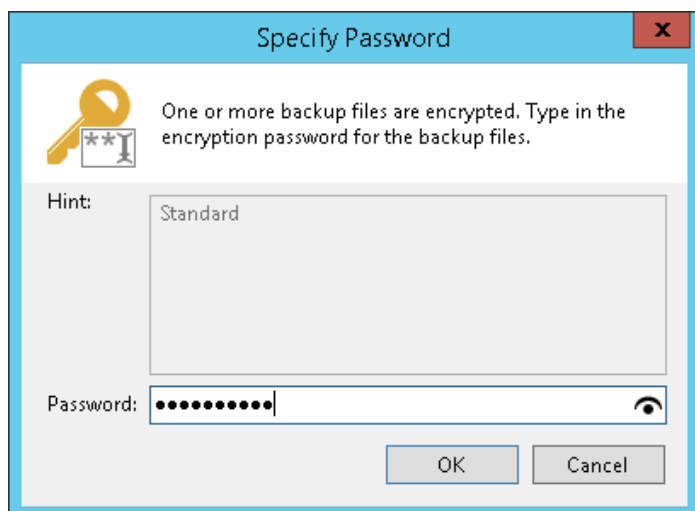 Specify Password
x
One or more backup files are encrypted. Type in the
encryption password for the backup files.
**
Hint:
Standard
Password: ●●●●●●●●●●
OK Cancel